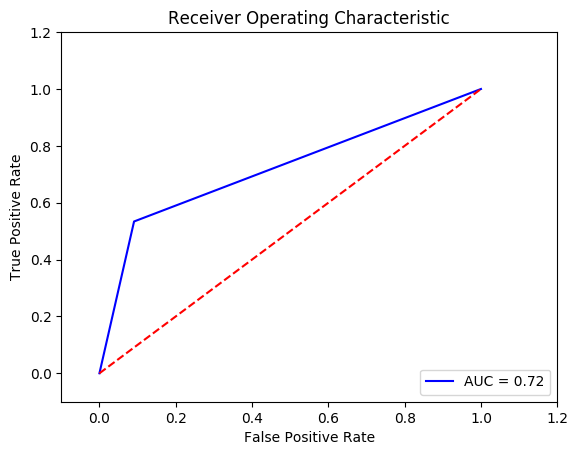 Receiver Operating Characteristic
1.2
1.0
0.8
0.6
0.4
0.2
0.0
True Positive Rate
AUC = 0.72
0.0 0.2 0.4 0.6 0.8 1.0 1.2
False Positive Rate